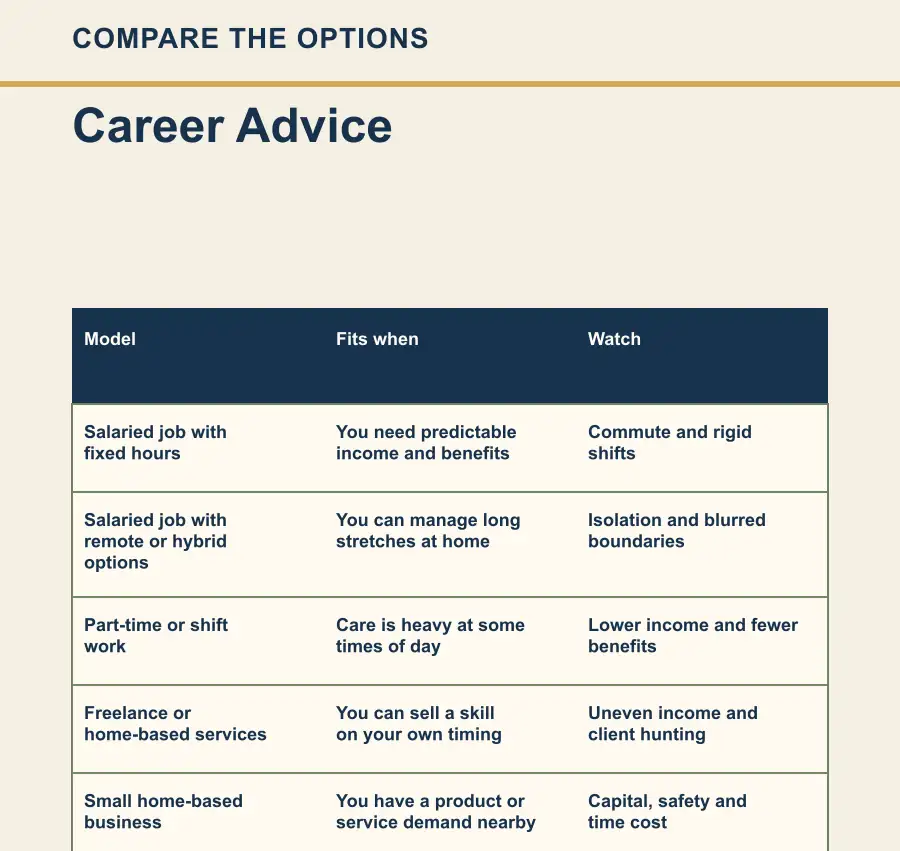 COMPARE THE OPTIONS
Career Advice
Model
Fits when
Watch
Salaried job with
fixed hours
You need predictable
income and benefits
Commute and rigid
shifts
Salaried job with
remote or hybrid
options
You can manage long
stretches at home
Isolation and blurred
boundaries
Part-time or shift
work
Care is heavy at some
times of day
Lower income and fewer
benefits
Freelance or
home-based services
You can sell a skill
on your own timing
Uneven income and
client hunting
Small home-based
business
You have a product or
service demand nearby
Capital, safety and
time cost